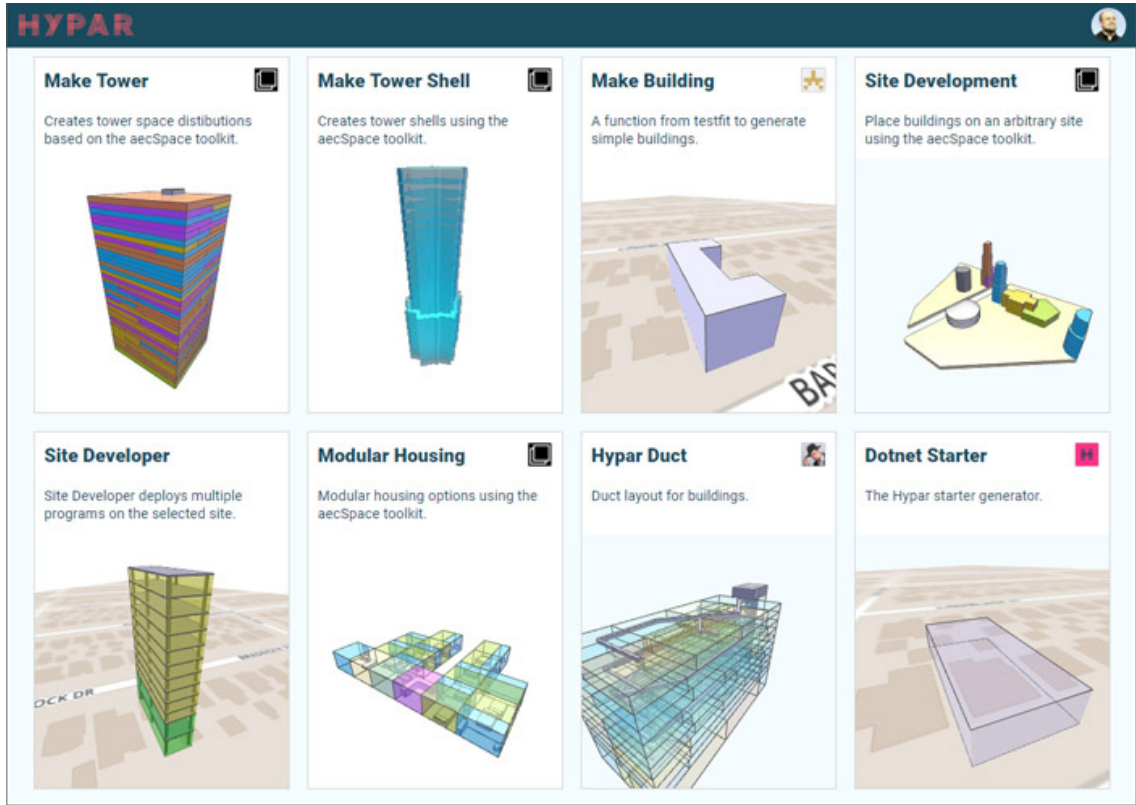 HYPAR
Make Tower
Creates tower space distibutions
based on the aecSpace toolkit.
Make Tower Shell
Creates tower shells using the
aecSpace toolkit.
Make Building
A function from testfit to generate
simple buildings.
BAR
Site Development
Place buildings on an arbitrary site
using the aecSpace toolkit.
Site Developer
Site Developer deploys multiple
programs on the selected site.
OCK DR
Modular Housing
Modular housing options using the
aecSpace toolkit.
Hypar Duct
Duct layout for buildings.
Dotnet Starter
H
The Hypar starter generator.